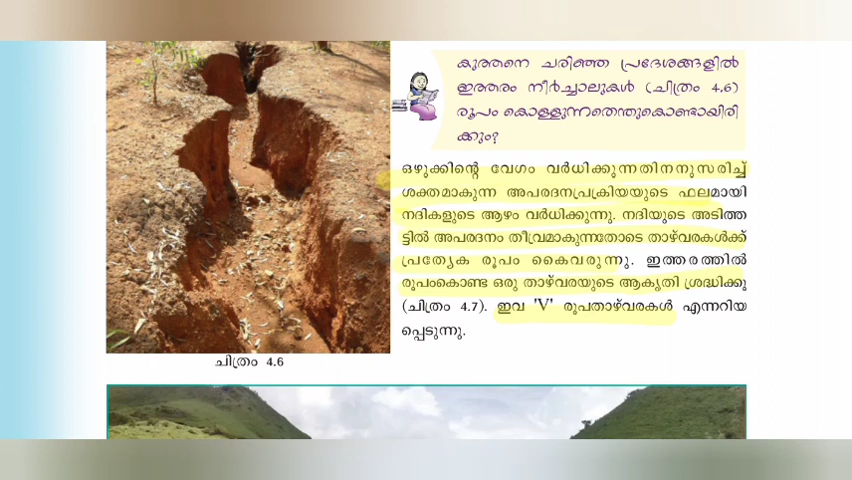 കുത്തനെ ചരിഞ്ഞ പ്രദേശങ്ങളിൽ
ഇത്തരം നീർച്ചാലുകൾ (ചിത്രം 4.6)
രൂപം കൊള്ളുന്നതെന്തുകൊണ്ടായിരി
ക്കും?
ഒഴുക്കിന്റെ വേഗം വർധിക്കുന്നതിനനുസരിച്ച്
ശക്തമാകുന്ന അപരദനപ്രക്രിയയുടെ ഫലമായി
നദികളുടെ ആഴം വർധിക്കുന്നു. നദിയുടെ അടിത്ത
ട്ടിൽ അപരദനം തീവ്രമാകുന്നതോടെ താഴ്‌വരകൾക്ക്
പ്രത്യേക രൂപം കൈവരുന്നു. ഇത്തരത്തിൽ
രൂപംകൊണ്ട ഒരു താഴ്‌വരയുടെ ആകൃതി ശ്രദ്ധിക്കൂ
(ചിത്രം 4.7). ഇവ 'V' രൂപതാഴ്‌വരകൾ എന്നറിയ
പ്പെടുന്നു.
ചിത്രം 4.6